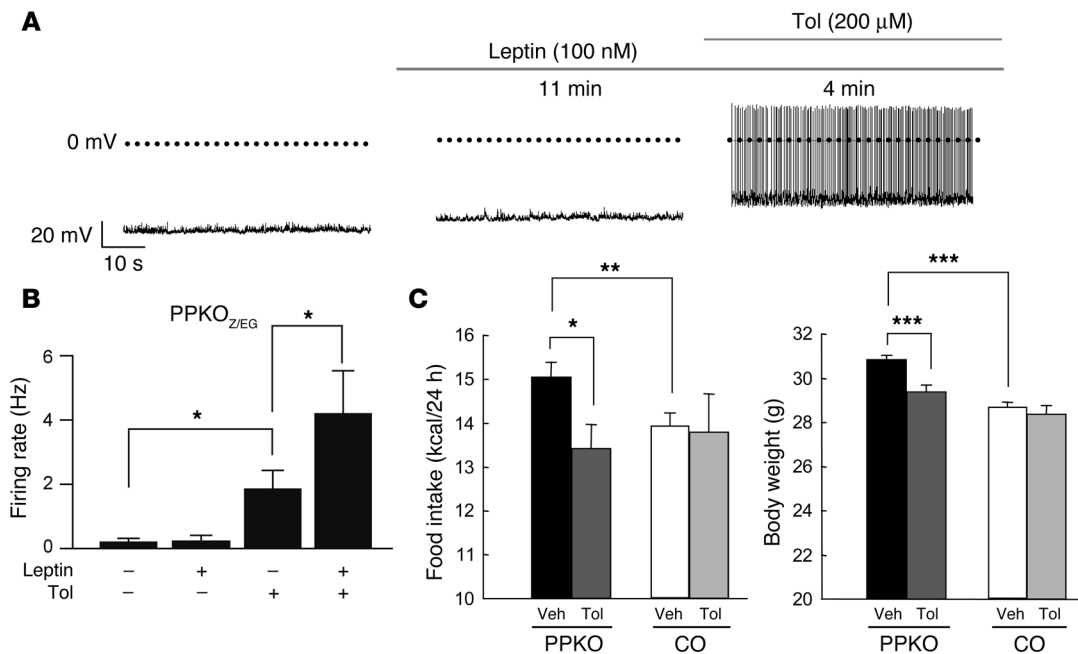 A
Tol (200 μM)
Leptin (100 nM)
11 min
4 min
0 mV
20 mV
10 s
B
PPKO Z/EG
*
*
6
4
2
0
Firing rate (Hz)
Leptin – + – +
Tol – – + +
C
**
*
16
15
14
13
12
11
10
Food intake (kcal/24 h)
Veh Tol Veh Tol
PPKO CO
***
***
32
30
28
26
24
22
20
Body weight (g)
Veh Tol Veh Tol
PPKO CO